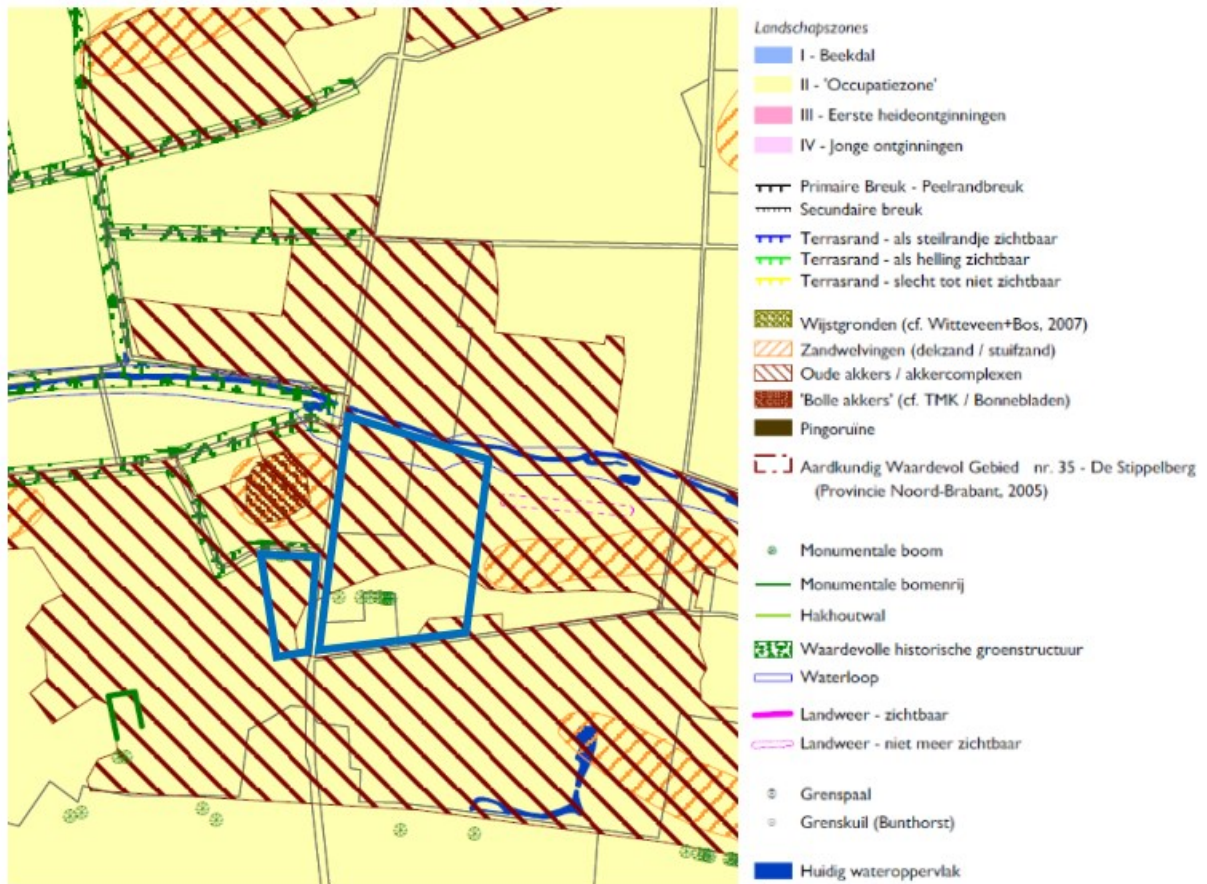 Landschapszones
I - Beekdal
II - 'Occupatiezone'
III - Eerste heideontginningen
IV - Jonge ontginningen
Primaire Breuk - Peelrandbreuk
Secundaire breuk
Terrasrand - als steilrandje zichtbaar
Terrasrand - als helling zichtbaar
Terrasrand - slecht tot niet zichtbaar
Wijstgronden (cf. Witteveen+Bos, 2007)
Zandwelvingen (dekzand / stuifzand)
Oude akkers / akkercomplexen
'Bolle akkers' (cf. TMK / Bonnebladen)
Pingoruïne
Aardkundig Waardevol Gebied nr. 35 - De Stippelberg
(Provincie Noord-Brabant, 2005)
Monumentale boom
Monumentale bomenrij
Hakhoutwal
Waardevolle historische groenstructuur
Waterloop
Landweer - zichtbaar
Landweer - niet meer zichtbaar
Grenspaal
Grenskuil (Bunthorst)
Huidig wateroppervlak